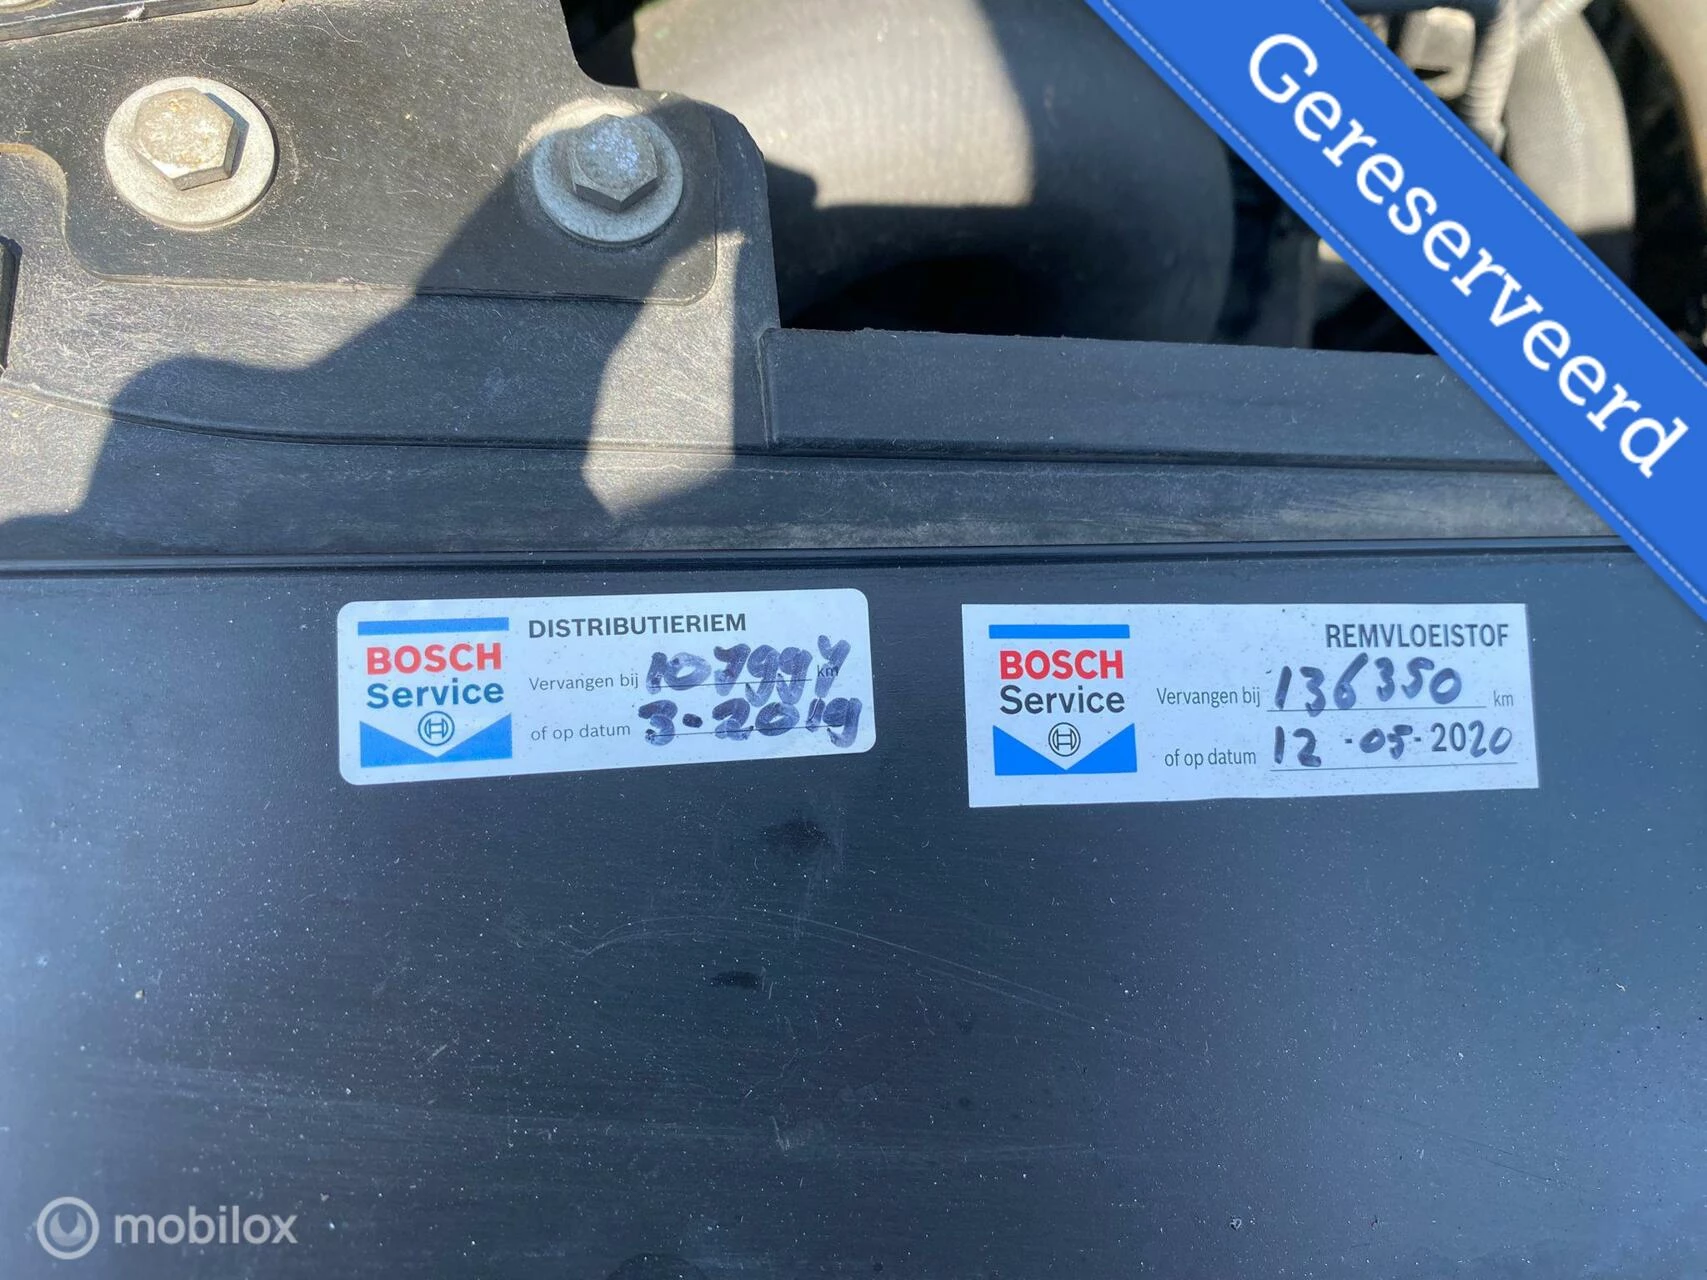 Gereserveerd
BOSCH
Service
DISTRIBUTIERIEM
Vervangen bij 107994 km
of op datum 3-2019
BOSCH
Service
REMVLOEISTOF
Vervangen bij 136350 km
of op datum 12-05-2020
mobilox